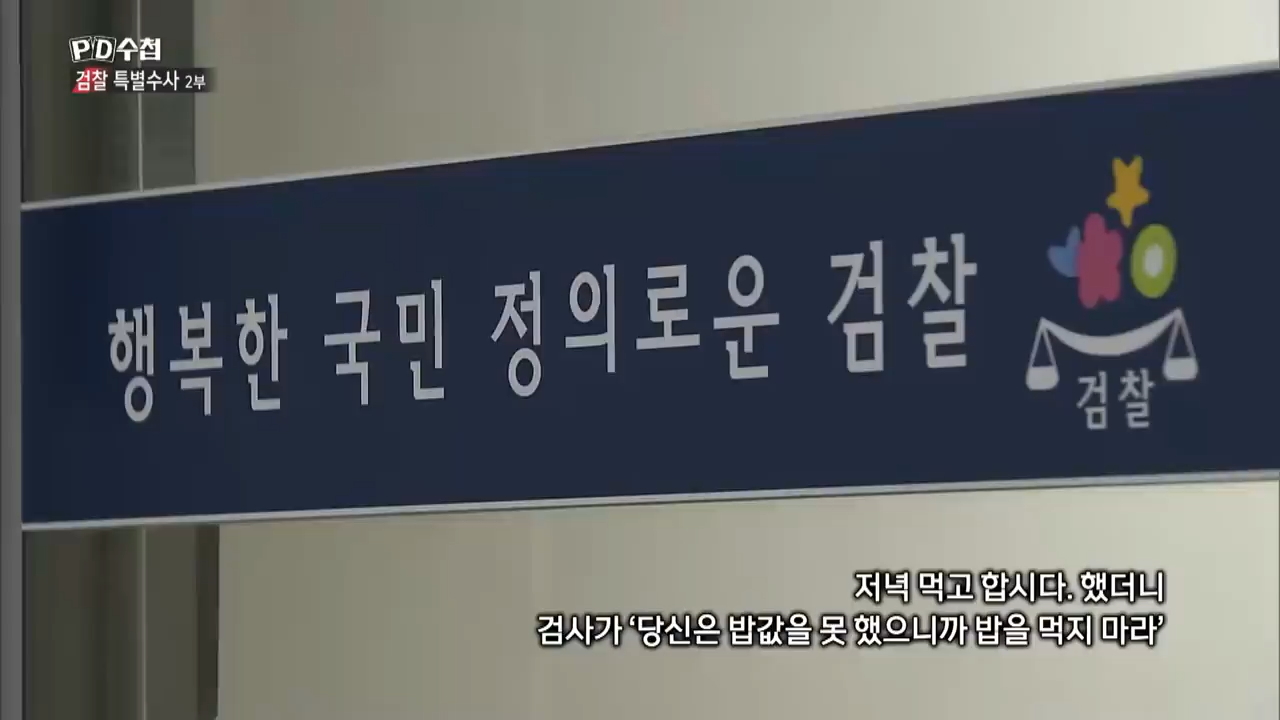 PD수첩
검찰 특별수사 2부
행복한 국민 정의로운 검찰
검찰
저녁 먹고 합시다. 했더니
검사가 ‘당신은 밥값을 못 했으니까 밥을 먹지 마라’